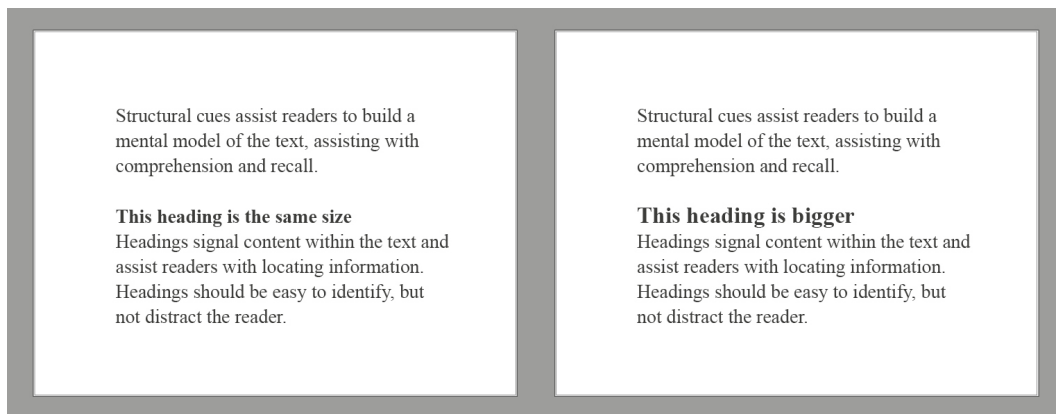 Structural cues assist readers to build a
mental model of the text, assisting with
comprehension and recall.
This heading is the same size
Headings signal content within the text and
assist readers with locating information.
Headings should be easy to identify, but
not distract the reader.
Structural cues assist readers to build a
mental model of the text, assisting with
comprehension and recall.
This heading is bigger
Headings signal content within the text and
assist readers with locating information.
Headings should be easy to identify, but
not distract the reader.